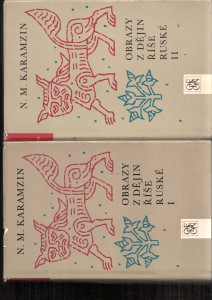 N. M. KARAMZIN
OBRAZY
Z DĚJIN
ŘÍŠE
RUSKÉ
II
N. M. KARAMZIN
OBRAZY
Z DĚJIN
ŘÍŠE
RUSKÉ
I